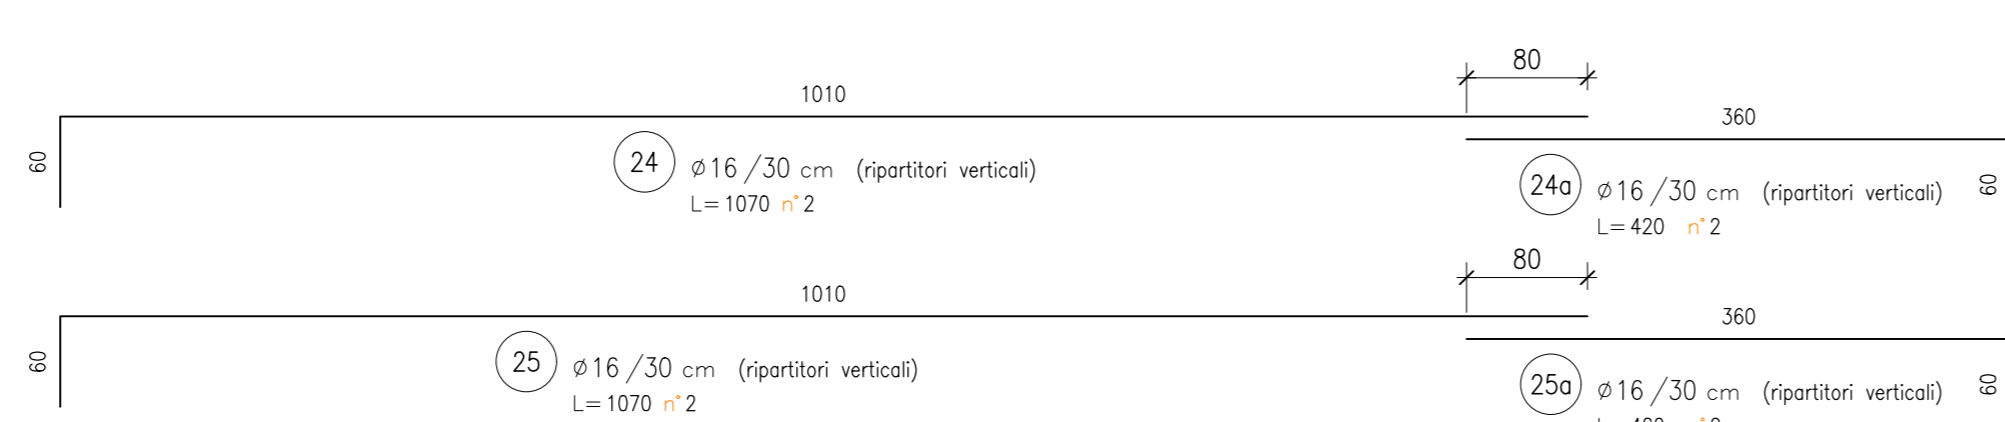 80
1010
360
60
24 ø16 /30 cm (ripartitori verticali)
L=1070 n°2
24a ø16 /30 cm (ripartitori verticali)
L=420 n°2
60
80
1010
360
60
25 ø16 /30 cm (ripartitori verticali)
L=1070 n°2
25a ø16 /30 cm (ripartitori verticali)
60